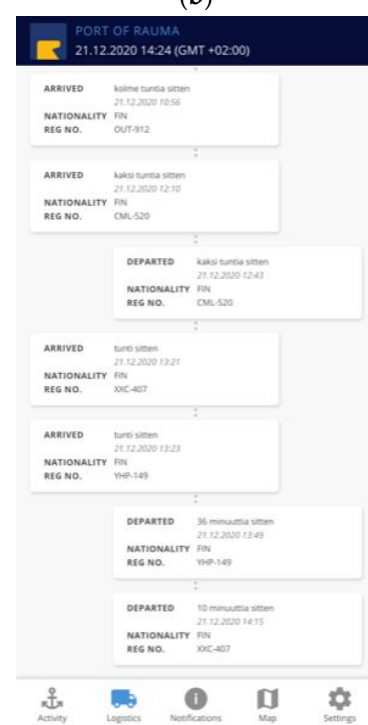 (b)
PORT OF RAUMA
21.12.2020 14:24 (GMT +02:00)
ARRIVED kolme tuntia sitten
21.12.2020 10:56
NATIONALITY FIN
REG NO. OUT-912
ARRIVED kaksi tuntia sitten
21.12.2020 12:10
NATIONALITY FIN
REG NO. CML-520
DEPARTED kaksi tuntia sitten
21.12.2020 12:43
NATIONALITY FIN
REG NO. CML-520
ARRIVED tunti sitten
21.12.2020 13:21
NATIONALITY FIN
REG NO. XXC-407
ARRIVED tunti sitten
21.12.2020 13:23
NATIONALITY FIN
REG NO. YHP-149
DEPARTED 36 minuuttia sitten
21.12.2020 13:49
NATIONALITY FIN
REG NO. YHP-149
DEPARTED 10 minuuttia sitten
21.12.2020 14:15
NATIONALITY FIN
REG NO. XXC-407
Activity Logistics Notifications Map Settings